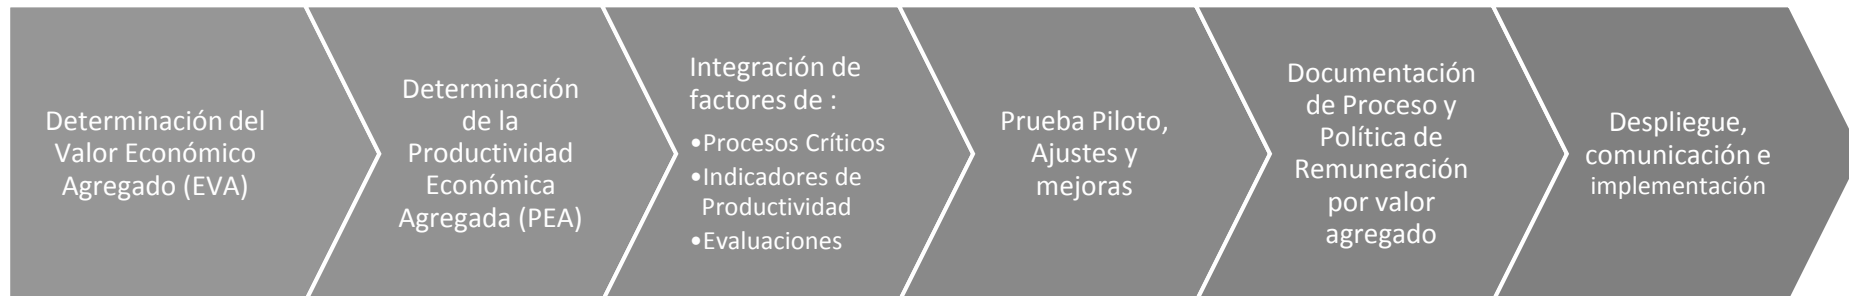 Determinación del
Valor Económico
Agregado (EVA)
Determinación
de la
Productividad
Económica
Agregada (PEA)
Integración de
factores de :
•Procesos Críticos
•Indicadores de
Productividad
•Evaluaciones
Prueba Piloto,
Ajustes y
mejoras
Documentación
de Proceso y
Política de
Remuneración
por valor
agregado
Despliegue,
comunicación e
implementación